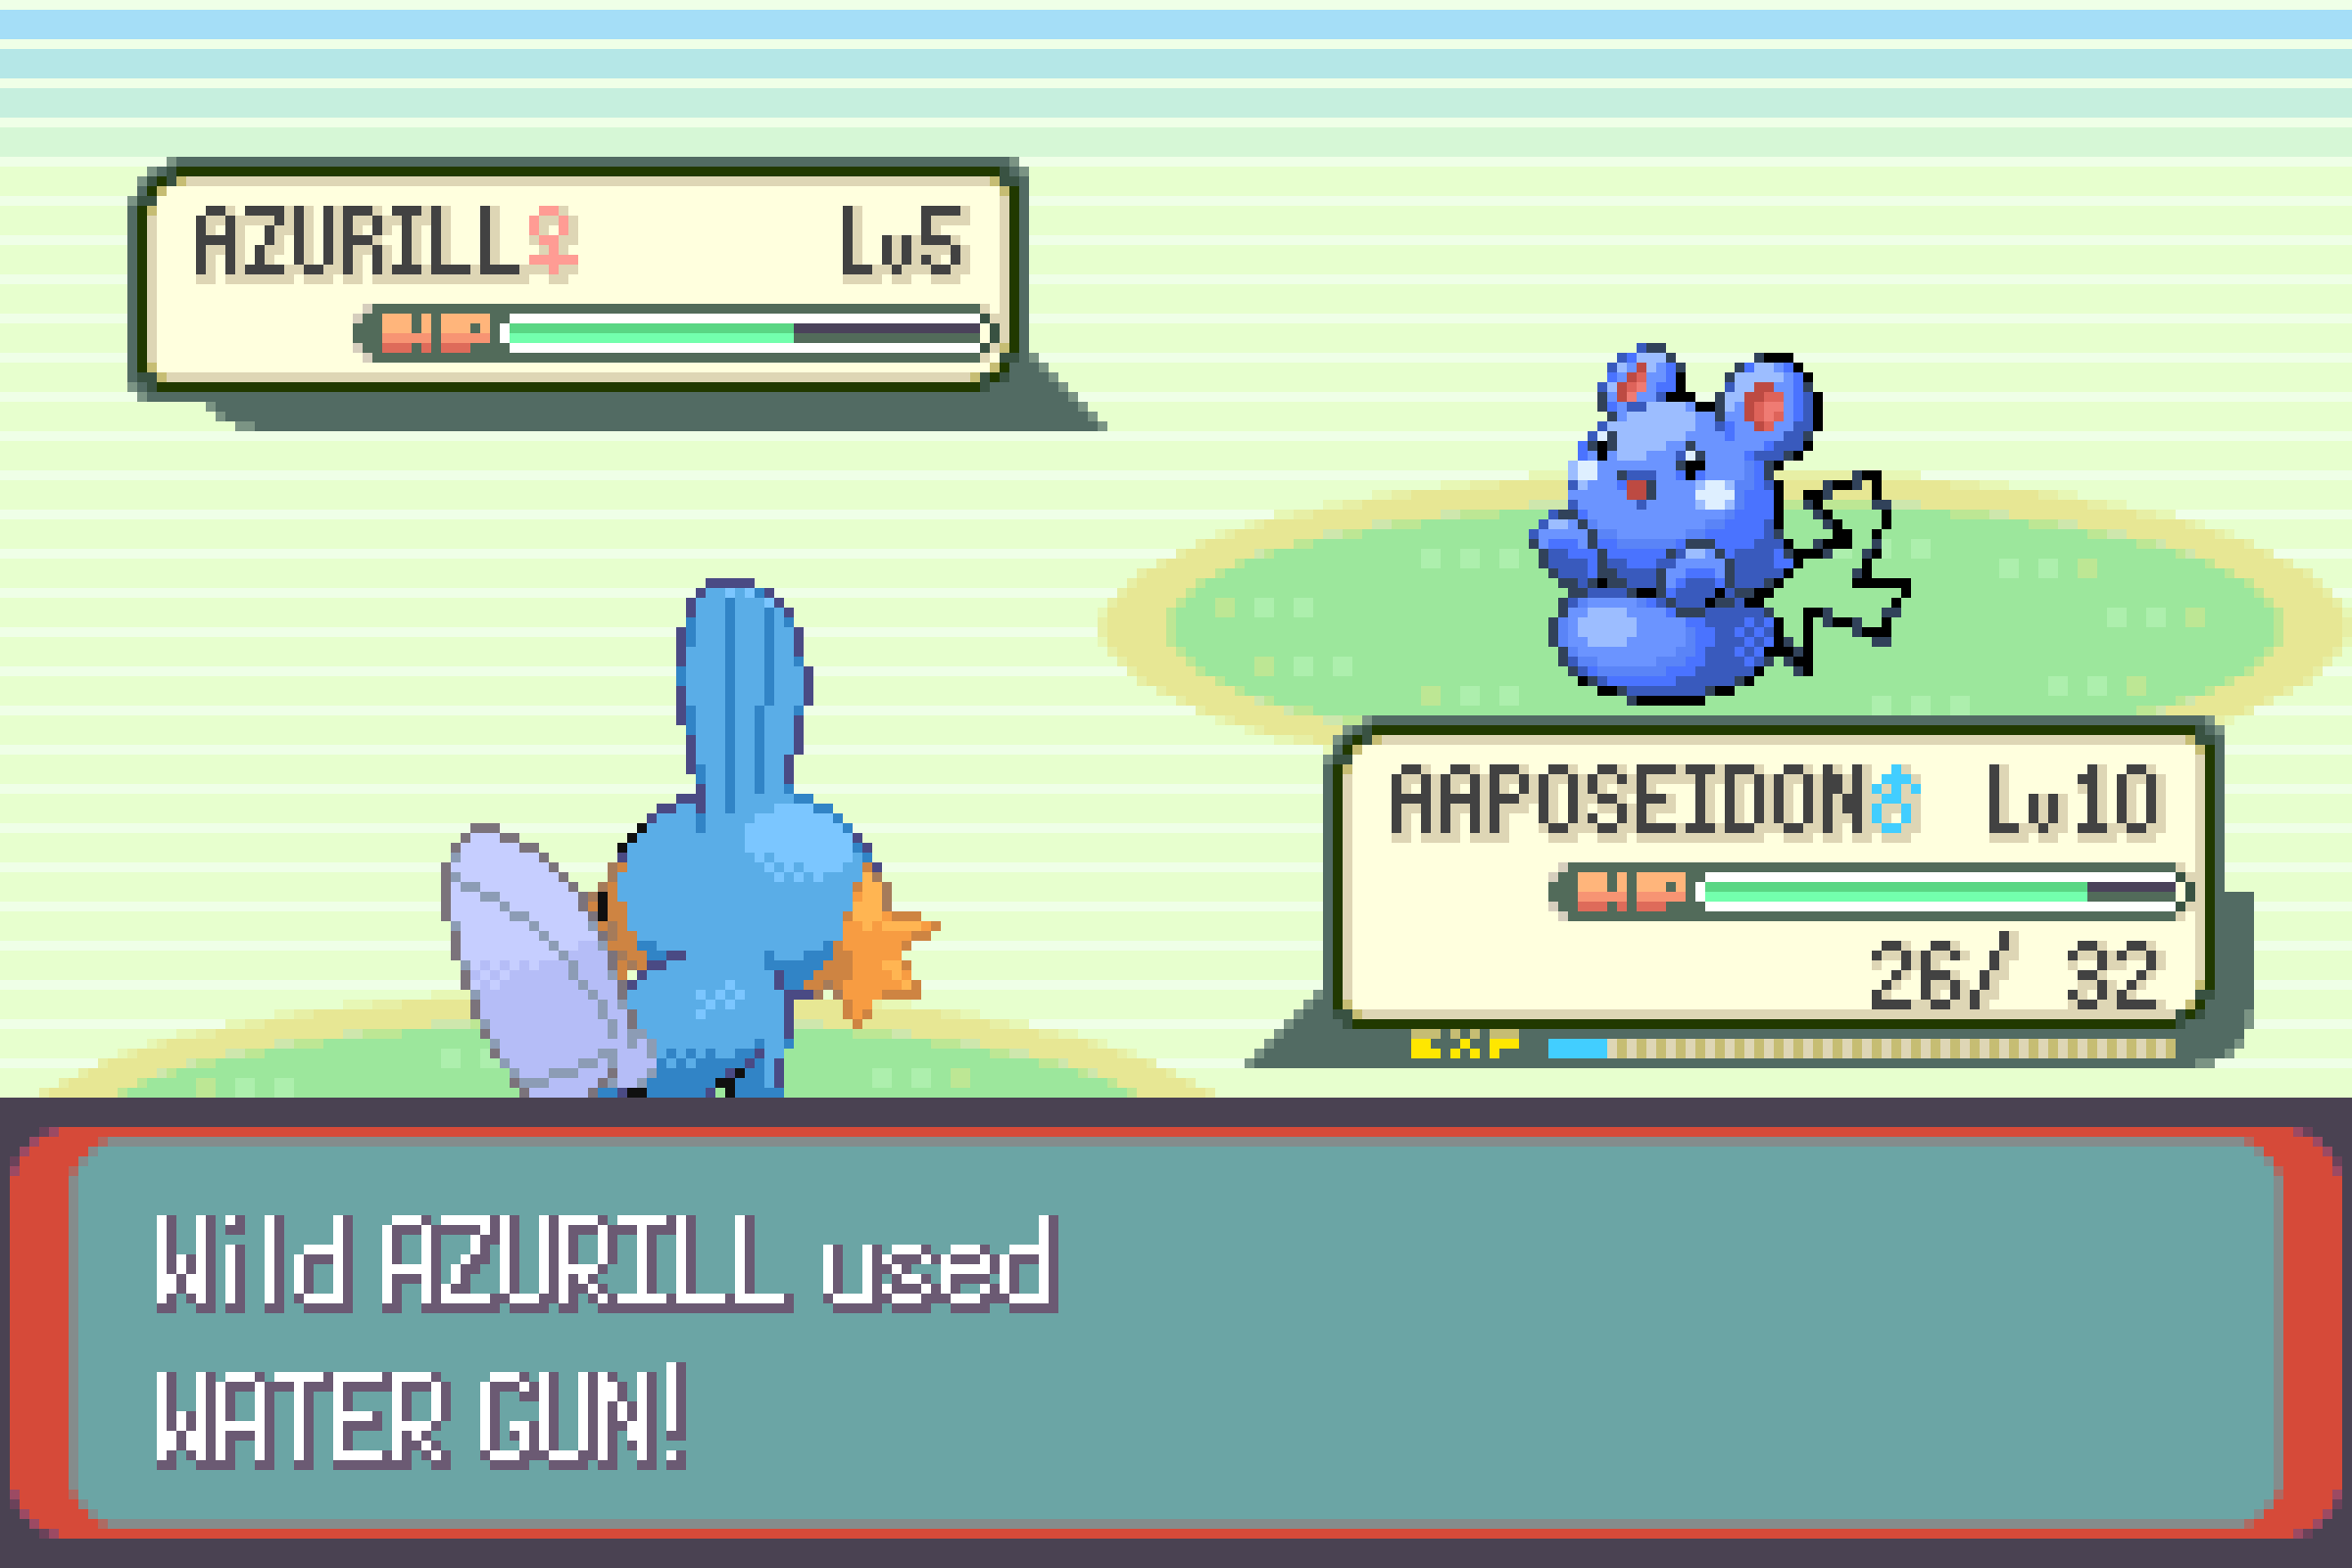 AZURILL♀ Lv5
HP
AAPOSEIDON♂ Lv10
HP
26/ 32
EXP
Wild AZURILL used
WATER GUN!